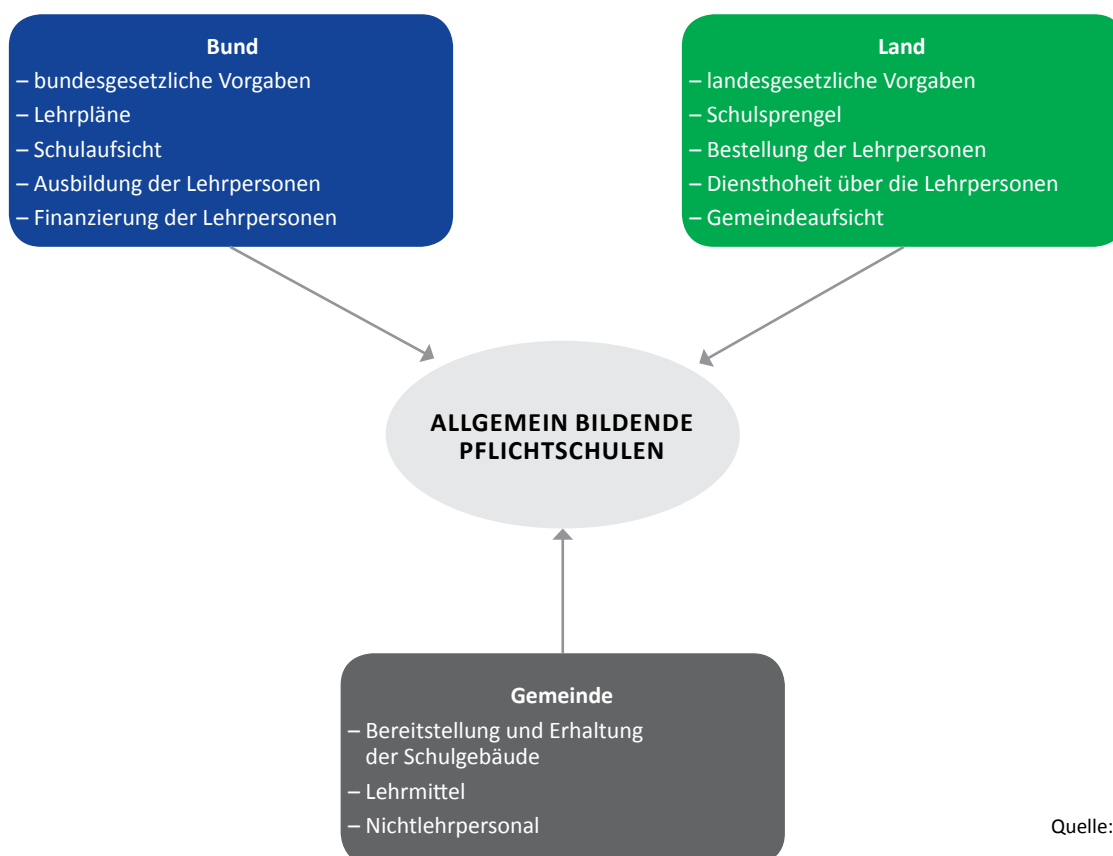 Bund
– bundesgesetzliche Vorgaben
– Lehrpläne
– Schulaufsicht
– Ausbildung der Lehrpersonen
– Finanzierung der Lehrpersonen
Land
– landesgesetzliche Vorgaben
– Schulsprengel
– Bestellung der Lehrpersonen
– Diensthoheit über die Lehrpersonen
– Gemeindeaufsicht
ALLGEMEIN BILDENDE
PFLICHTSCHULEN
Gemeinde
– Bereitstellung und Erhaltung
der Schulgebäude
– Lehrmittel
– Nichtlehrpersonal
Quelle: